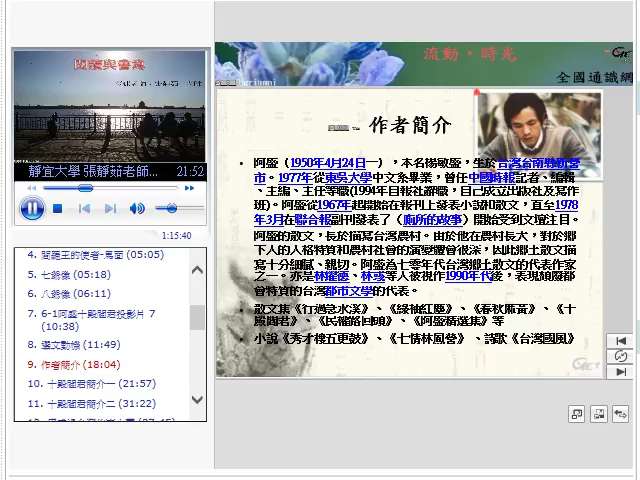 閱讀與書寫
靜宜大學 張靜茹老師...
21:52
1:15:40
4. 閻羅王的使者-馬面 (05:05)
5. 七爺像 (05:18)
6. 八爺像 (06:11)
7. 6-1阿盛十殿閻君投影片 7
(10:38)
8. 選文動機 (11:49)
9. 作者簡介 (18:04)
10. 十殿閻君簡介一 (21:57)
11. 十殿閻君簡介二 (31:22)
流動・時光
全國通識網
作者簡介
• 阿盛（1950年4月24日—），本名楊敏盛，生於台灣台南縣新營
市。1977年從東吳大學中文系畢業，曾任中國時報記者、編輯
、主編、主任等職(1994年自報社辭職，自己成立出版社及寫作
班)。阿盛從1967年起開始在報刊上發表小說和散文，直至1978
年3月在聯合報副刊發表了〈廁所的故事〉開始受到文壇注目。
阿盛的散文，長於描寫台灣農村。由於他在農村長大，對於鄉
下人的人格特質和農村社會的演變體會很深，因此鄉土散文描
寫十分細膩、親切。阿盛為七零年代台灣鄉土散文的代表作家
之一。亦是林燿德、林彧等人被視作1990年代後，表現頹廢都
會特質的台灣都市文學的代表。
• 散文集《行過急水溪》、《綠袖紅塵》、《春秋麻黃》、《十
殿閻君》、《民權路回頭》、《阿盛精選集》等
• 小說《秀才樓五更鼓》、《七情林鳳營》、詩歌《台灣國風》